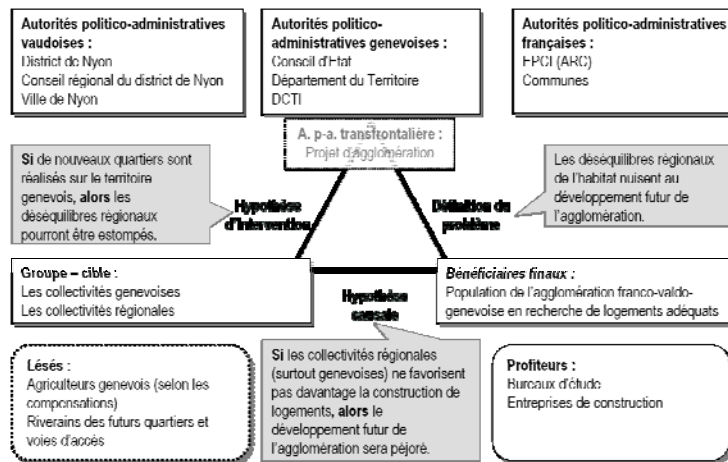 Autorités politico-administratives
vaudoises :
District de Nyon
Conseil régional du district de Nyon
Ville de Nyon
Autorités politico-
administratives genevoises :
Conseil d'Etat
Département du Territoire
DCTI
Autorités politico-administratives
françaises :
EPCI (ARC)
Communes
A. p-a. transfrontalière :
Projet d'agglomération
Si de nouveaux quartiers sont
réalisés sur le territoire
genevois, alors les
déséquilibres régionaux
pourront être estompés.
Hypothèse
d'intervention
Définition du
problème
Les déséquilibres régionaux
de l'habitat nuisent au
développement futur de
l'agglomération.
Groupe – cible :
Les collectivités genevoises
Les collectivités régionales
Hypothèse
causale
Bénéficiaires finaux :
Population de l'agglomération franco-valdo-
genevoise en recherche de logements adéquats
Lésés :
Agriculteurs genevois (selon les
compensations)
Riverains des futurs quartiers et
voies d'accès
Si les collectivités régionales
(surtout genevoises) ne favorisent
pas davantage la construction de
logements, alors le
développement futur de
l'agglomération sera péjoré.
Profiteurs :
Bureaux d'étude
Entreprises de construction